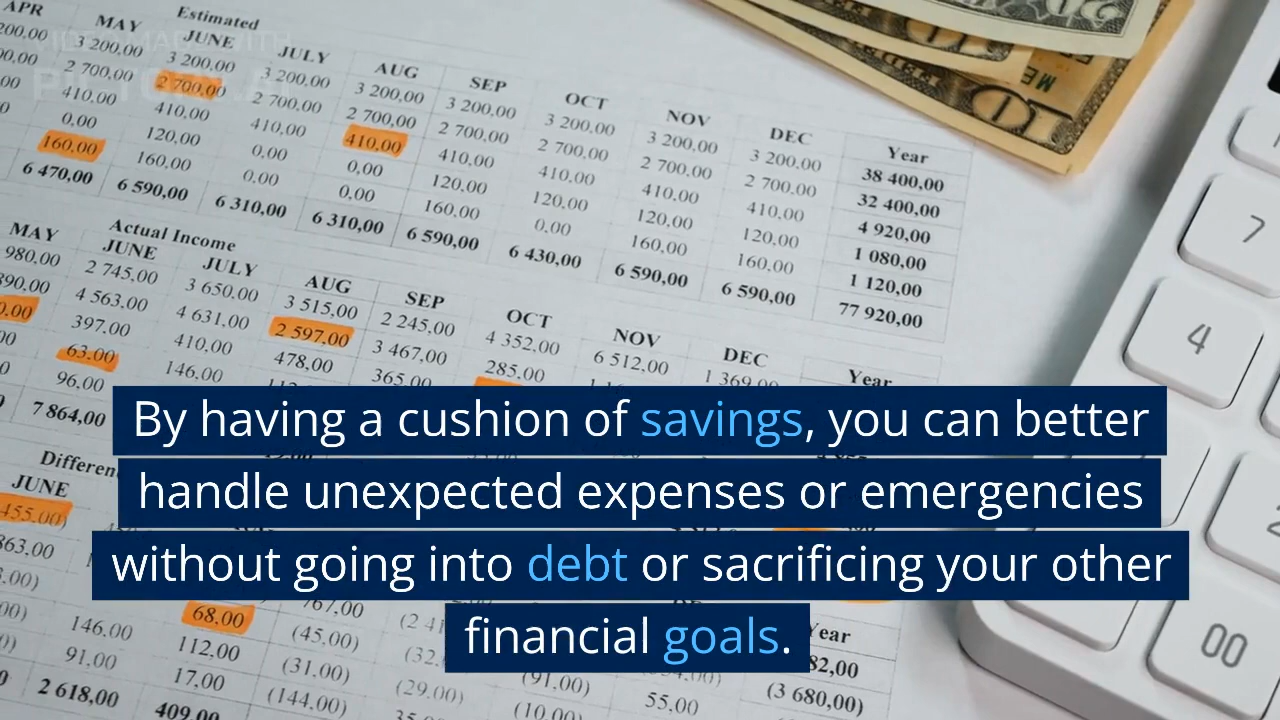 Estimated
APR MAY JUNE JULY AUG SEP OCT NOV DEC Year
3 200,00 3 200,00 3 200,00 3 200,00 3 200,00 3 200,00 3 200,00 3 200,00 38 400,00
2 700,00 2 700,00 2 700,00 2 700,00 2 700,00 2 700,00 2 700,00 2 700,00 32 400,00
410.00 410,00 410,00 410,00 410,00 410,00 410,00 410,00 4 920,00
0,00 120,00 0,00 0,00 120,00 120,00 120,00 120,00 1 080,00
160,00 160,00 0,00 0,00 160,00 0,00 160,00 160,00 1 120,00
6 470,00 6 590,00 6 310,00 6 310,00 6 590,00 6 430,00 6 590,00 6 590,00 77 920,00
Actual Income
MAY JUNE JULY AUG SEP OCT NOV DEC Year
980,00 2 745,00 3 650,00 3 515,00 2 245,00 4 352,00 6 512,00 1 369,00
4 563,00 4 631,00 2 597,00 3 467,00 285,00
397,00 410,00 478,00 365,00
63,00 146,00
96,00
7 864,00
By having a cushion of savings, you can better
handle unexpected expenses or emergencies
without going into debt or sacrificing your other
financial goals.
JUNE
455,00)
68,00 767,00 Year
146,00 112,00 (45,00)
91,00 17,00 (31,00) (91,00) (3 680,00)
2 618,00 409,00 (144,00) (29,00) (10,00) 55,00
7
4
00